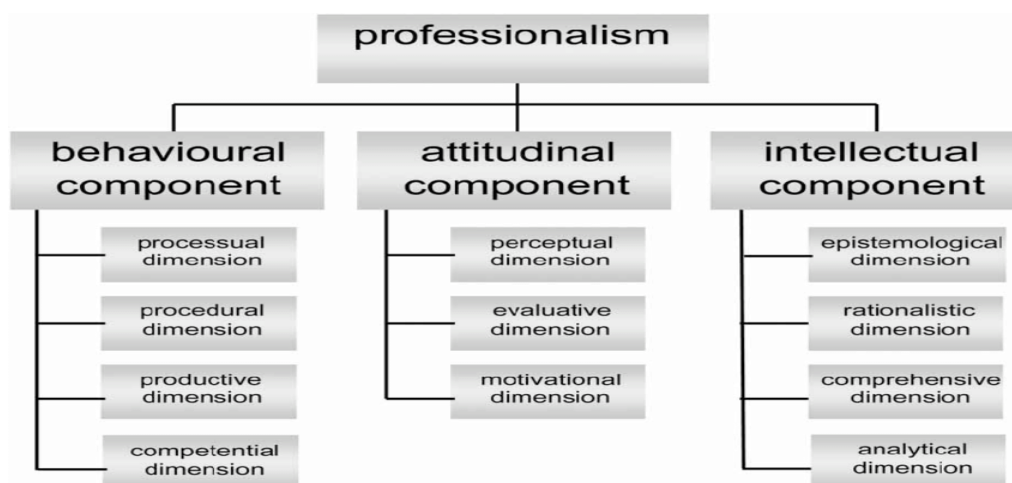 professionalism
behavioural
component
processual
dimension
procedural
dimension
productive
dimension
competential
dimension
attitudinal
component
perceptual
dimension
evaluative
dimension
motivational
dimension
intellectual
component
epistemological
dimension
rationalistic
dimension
comprehensive
dimension
analytical
dimension